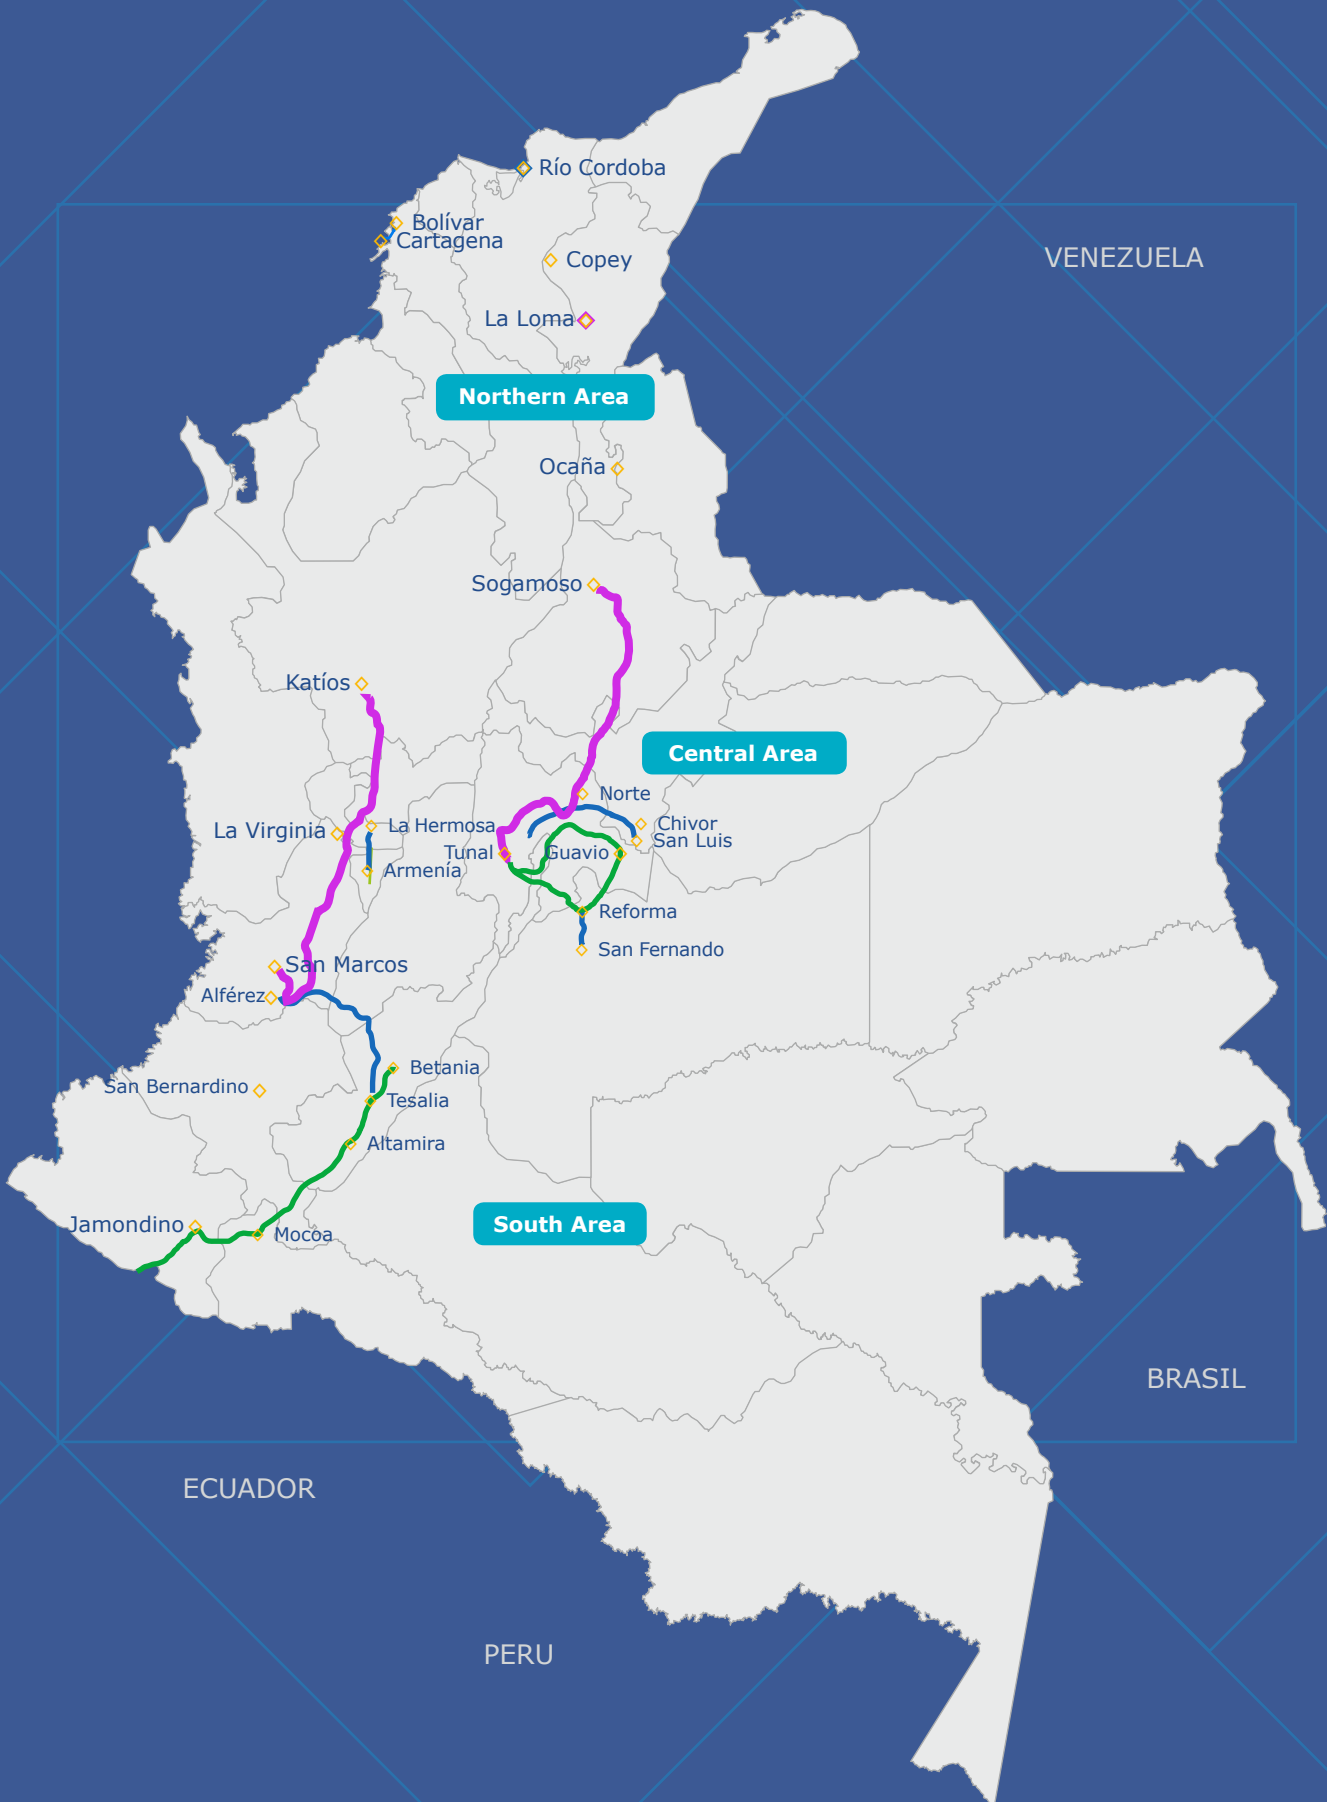 Río Cordoba
Bolívar
Cartagena
VENEZUELA
Copey
La Loma
Northern Area
Ocaña
Sogamoso
Katíos
Central Area
Norte
La Virginia
La Hermosa
Chivor
San Luis
Tunal
Guavio
Armenía
Reforma
San Fernando
San Marcos
Alférez
Betania
San Bernardino
Tesalia
Altamira
Jamondino
Mocoa
South Area
BRASIL
ECUADOR
PERU